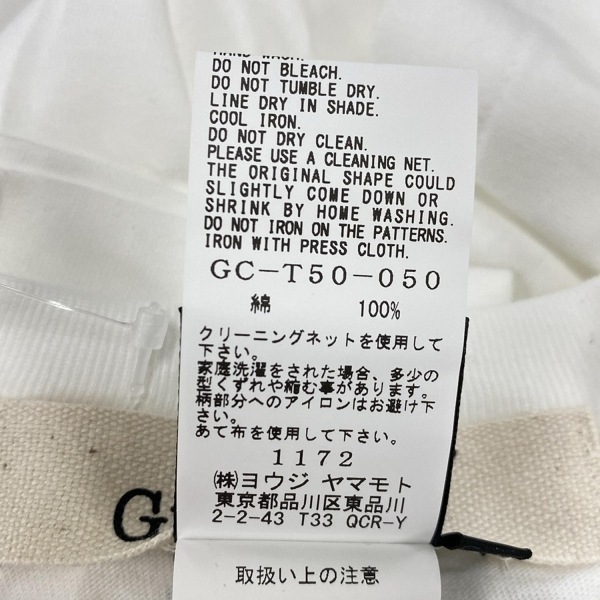 HAND WASH.
DO NOT BLEACH.
DO NOT TUMBLE DRY.
LINE DRY IN SHADE.
COOL IRON.
DO NOT DRY CLEAN.
PLEASE USE A CLEANING NET.
THE ORIGINAL SHAPE COULD
SLIGHTLY COME DOWN OR
SHRINK BY HOME WASHING.
DO NOT IRON ON THE PATTERNS.
IRON WITH PRESS CLOTH.
GC-T50-050
綿 100%
クリーニングネットを使用して
下さい。
家庭洗濯をされた場合、多少の
型くずれや縮む事があります。
柄部分へのアイロンはお避け下
さい。
あて布を使用して下さい。
1172
㈱ヨウジ ヤマモト
東京都品川区東品川
2-2-43 T33 QCR-Y
取扱い上の注意